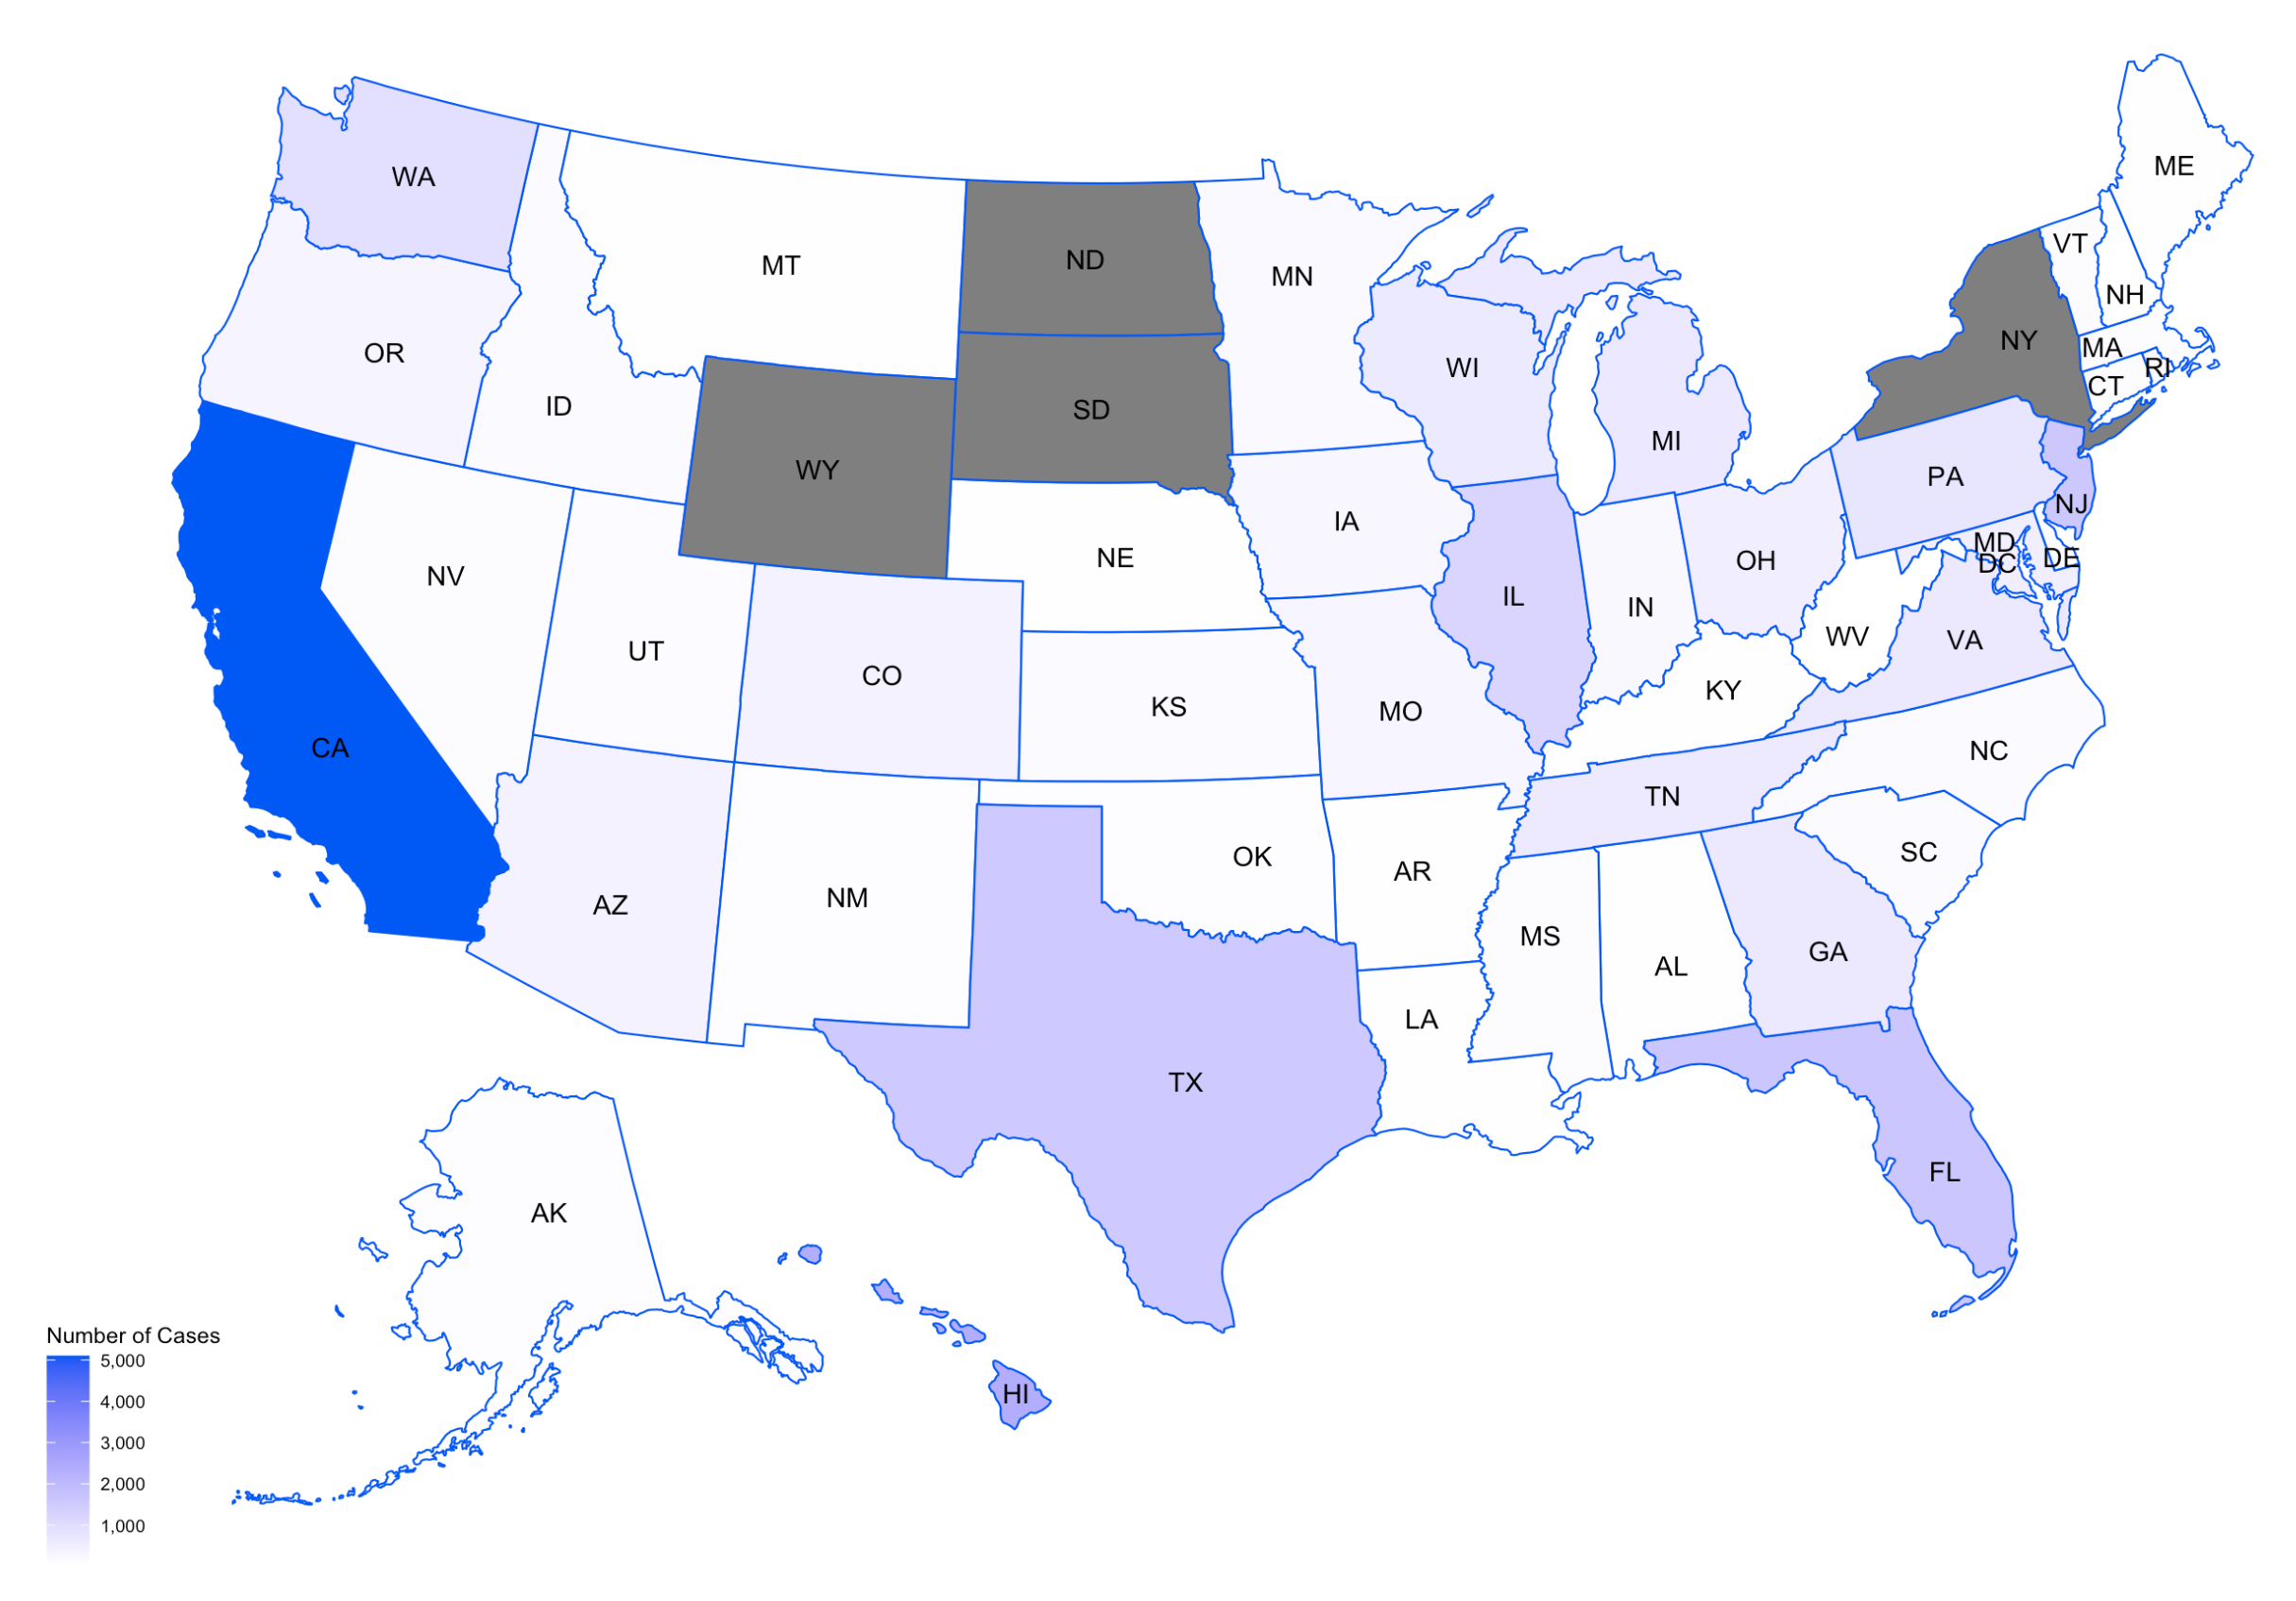 ME
WA
VT
ND
MT
MN
NH
NY
MA
OR
WI
RI
CT
ID
SD
MI
WY
PA
NJ
IA
MD
NE
DE
OH
DC
NV
IL
IN
WV
VA
UT
CO
KY
KS
MO
CA
NC
TN
SC
OK
AR
NM
AZ
MS
GA
AL
LA
TX
FL
AK
HI
Number of Cases
5,000
4,000
3,000
2,000
1,000